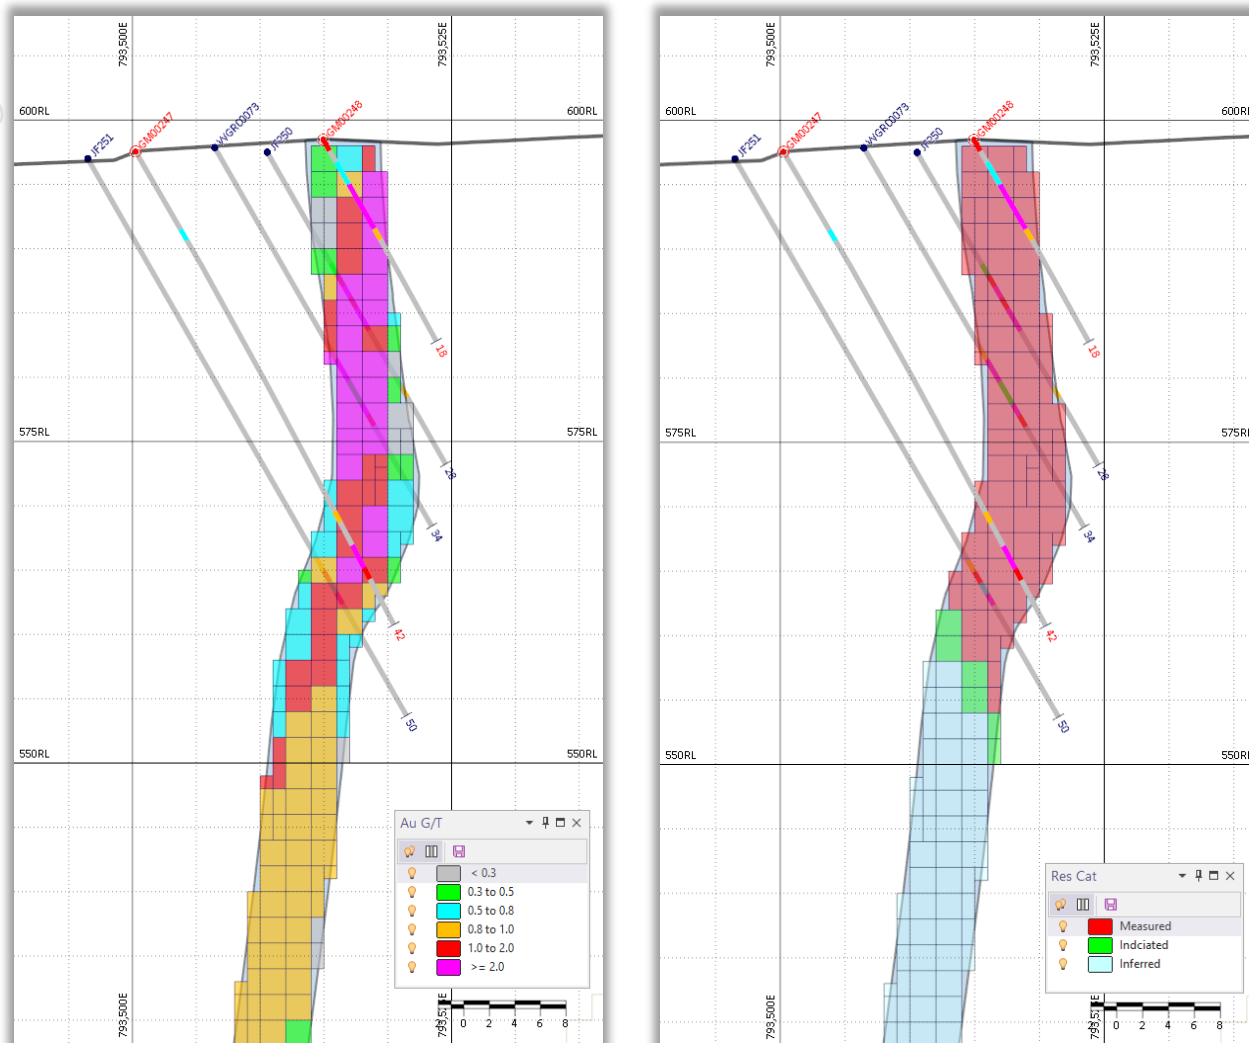 793,500E
793,525E
600RL
600RL
JF251
GM00247
WGRC0073
JF250
GM00248
18
575RL
575RL
28
34
42
50
550RL
550RL
Au G/T
< 0.3
0.3 to 0.5
0.5 to 0.8
0.8 to 1.0
1.0 to 2.0
>= 2.0
793,500E
0 2 4 6 8
793,500E
793,525E
600RL
600RL
JF251
GM00247
WGRC0073
JF250
GM00248
18
575RL
575RL
28
34
42
50
550RL
550RL
Res Cat
Measured
Indciated
Inferred
793,500E
0 2 4 6 8